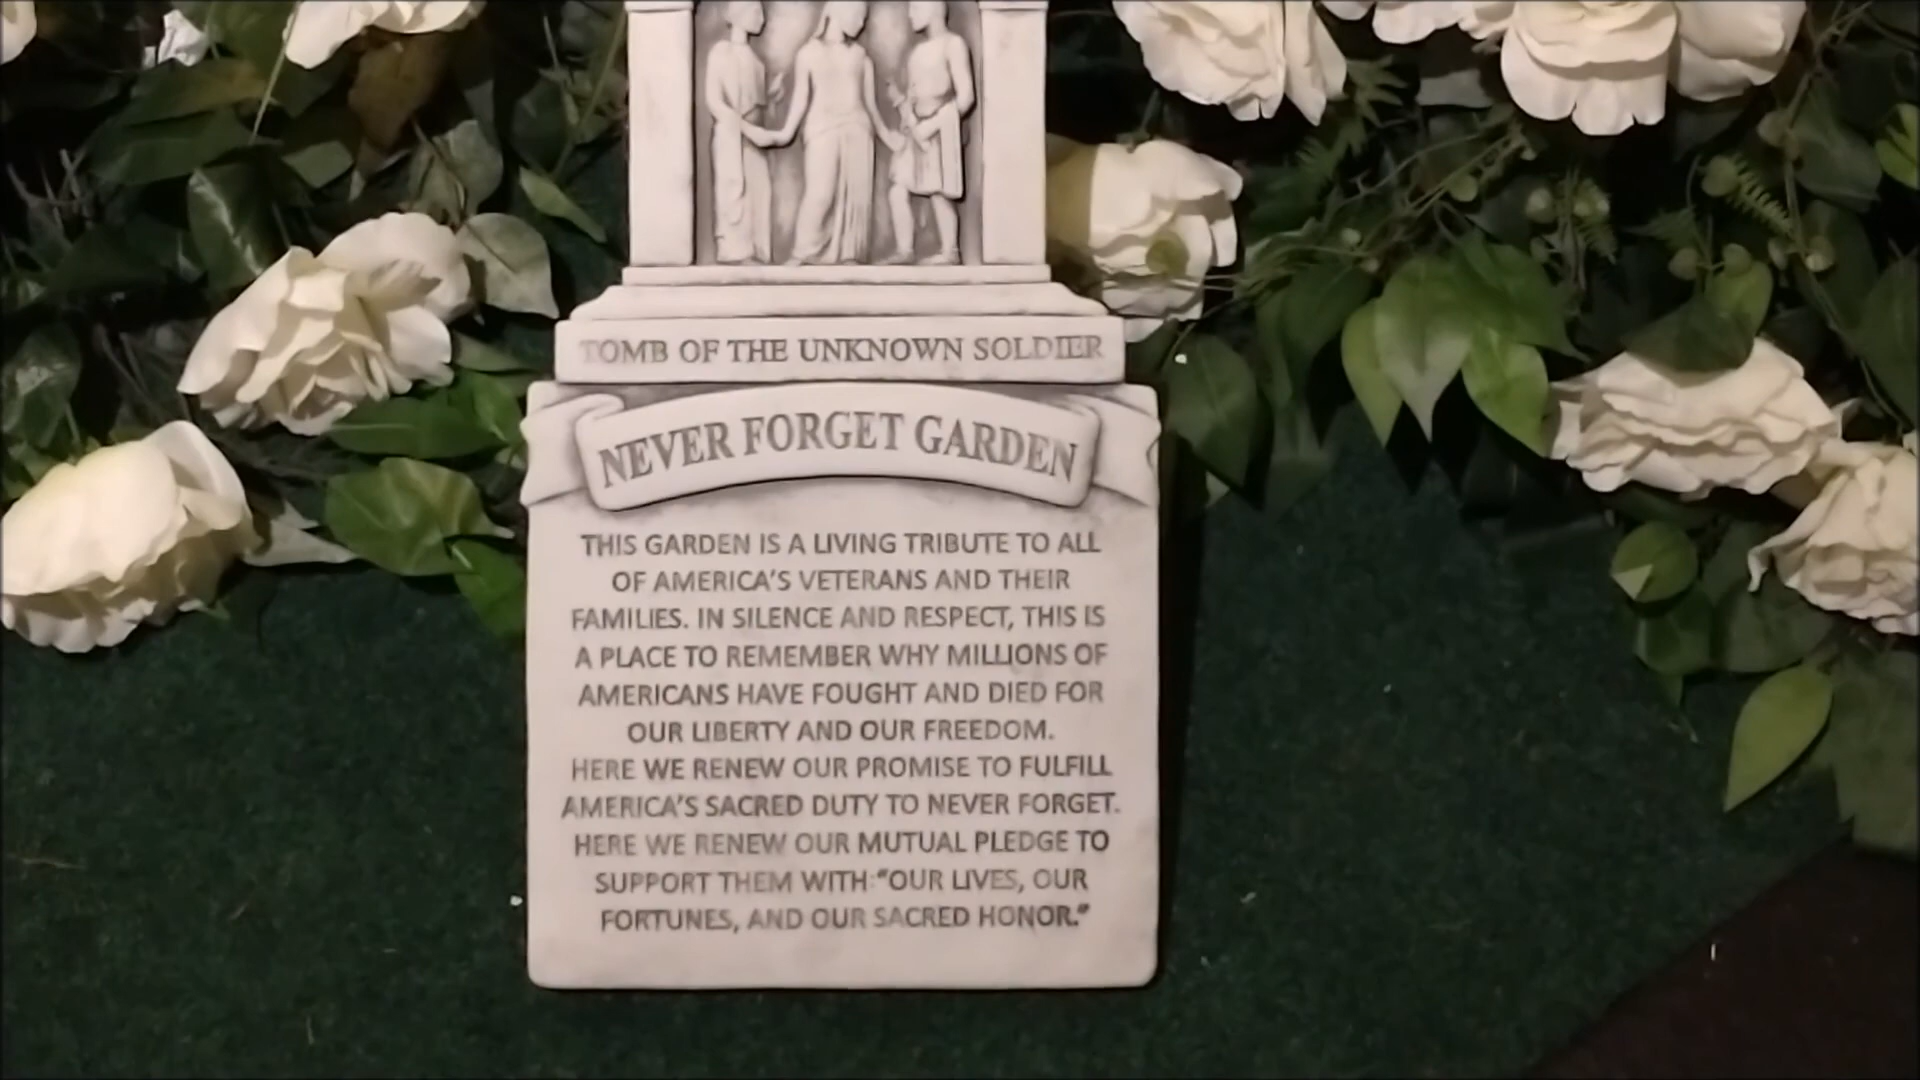 TOMB OF THE UNKNOWN SOLDIER
NEVER FORGET GARDEN
THIS GARDEN IS A LIVING TRIBUTE TO ALL
OF AMERICA'S VETERANS AND THEIR
FAMILIES. IN SILENCE AND RESPECT, THIS IS
A PLACE TO REMEMBER WHY MILLIONS OF
AMERICANS HAVE FOUGHT AND DIED FOR
OUR LIBERTY AND OUR FREEDOM.
HERE WE RENEW OUR PROMISE TO FULFILL
AMERICA'S SACRED DUTY TO NEVER FORGET.
HERE WE RENEW OUR MUTUAL PLEDGE TO
SUPPORT THEM WITH: "OUR LIVES, OUR
FORTUNES, AND OUR SACRED HONOR."